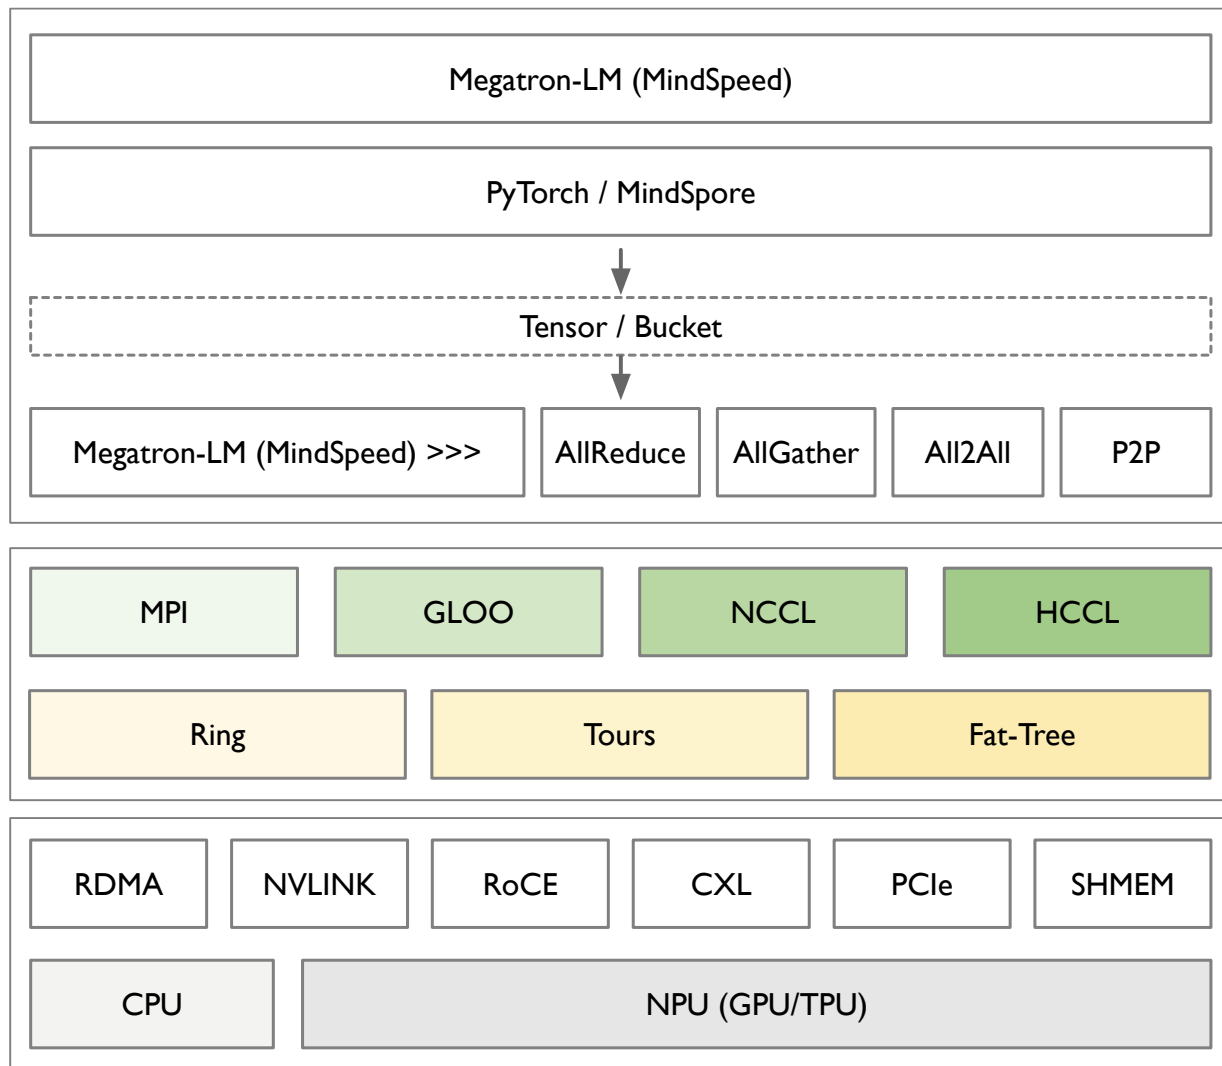 Megatron-LM (MindSpeed)
PyTorch / MindSpore
Tensor / Bucket
Megatron-LM (MindSpeed) >>>
AllReduce
AllGather
All2All
P2P
MPI
GLOO
NCCL
HCCL
Ring
Tours
Fat-Tree
RDMA
NVLINK
RoCE
CXL
PCIe
SHMEM
CPU
NPU (GPU/TPU)